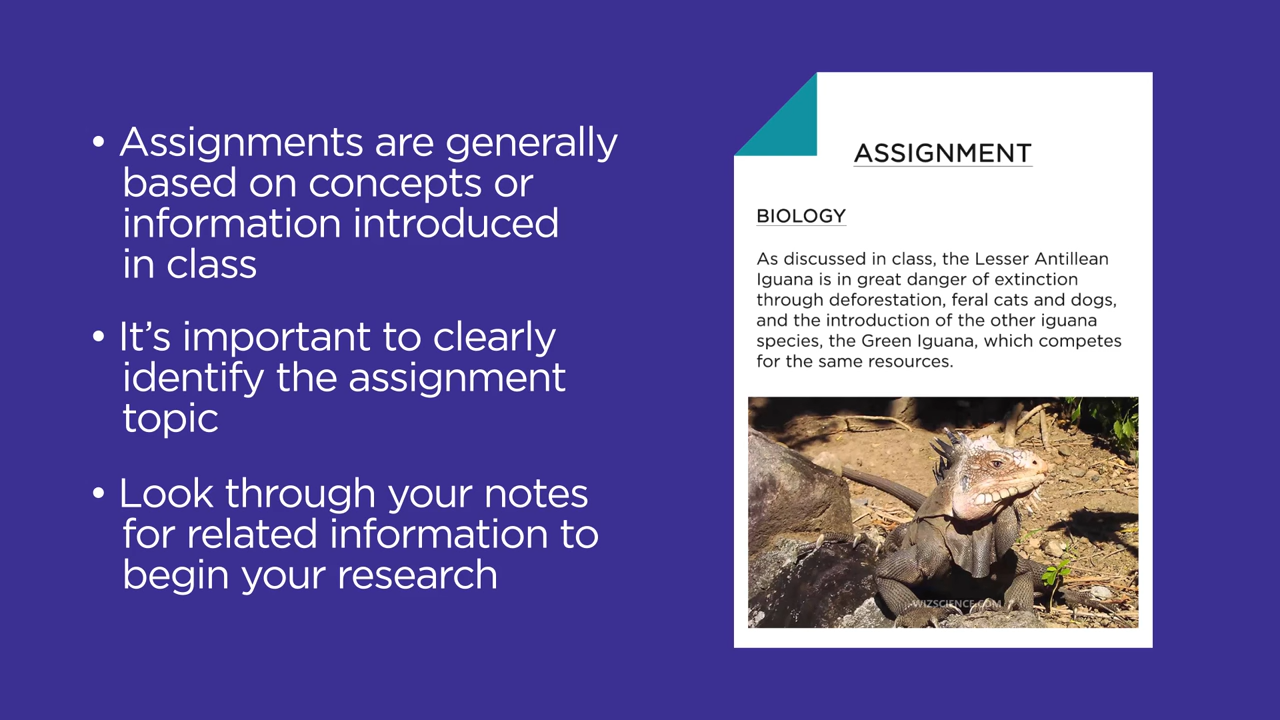 • Assignments are generally
based on concepts or
information introduced
in class
• It’s important to clearly
identify the assignment
topic
• Look through your notes
for related information to
begin your research
ASSIGNMENT
BIOLOGY
As discussed in class, the Lesser Antillean
Iguana is in great danger of extinction
through deforestation, feral cats and dogs,
and the introduction of the other iguana
species, the Green Iguana, which competes
for the same resources.
WIZSCIENCE.COM